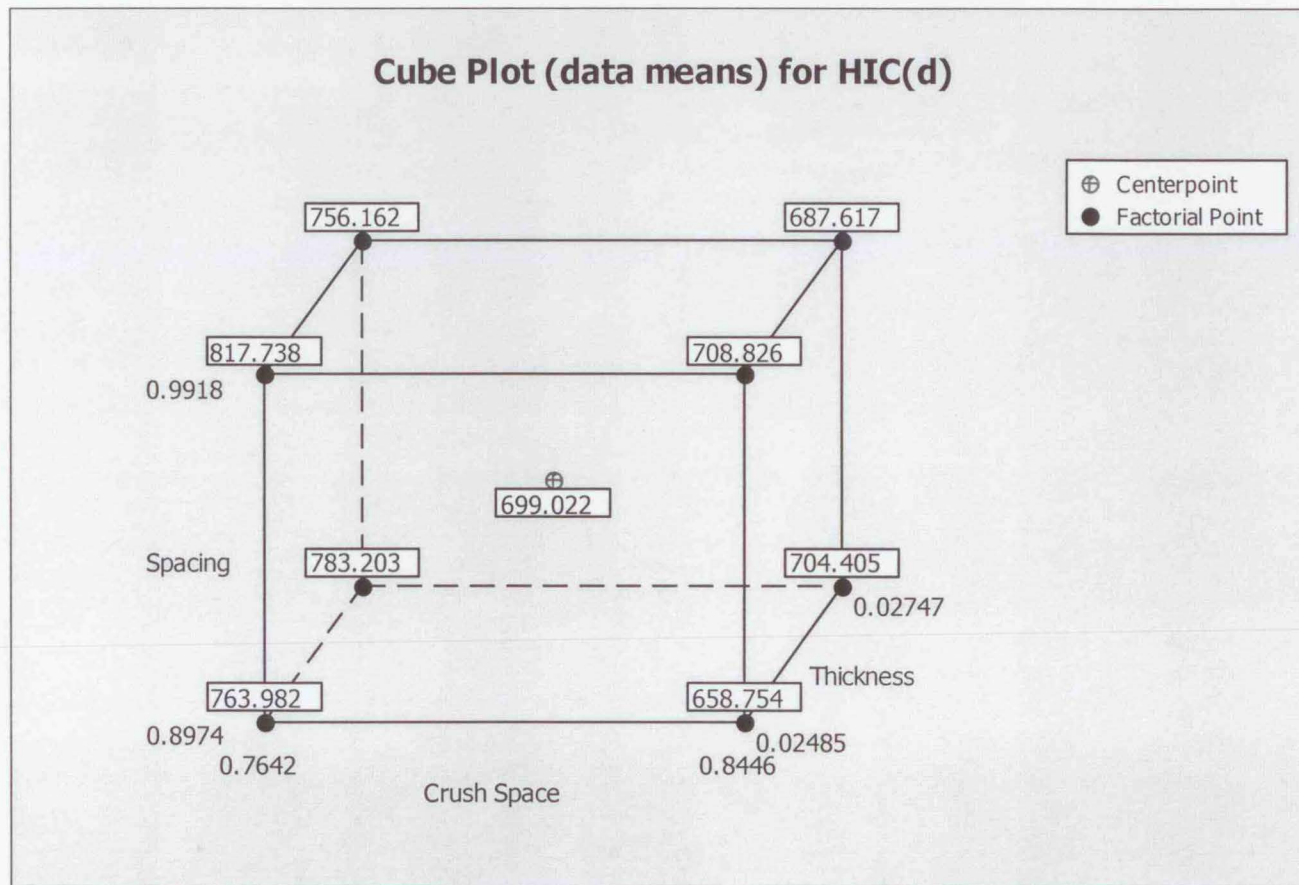 Cube Plot (data means) for HIC(d)
Centerpoint
Factorial Point
756.162
687.617
817.738
708.826
0.9918
699.022
Spacing
783.203
704.405
0.02747
Thickness
763.982
658.754
0.8974
0.02485
0.7642
0.8446
Crush Space